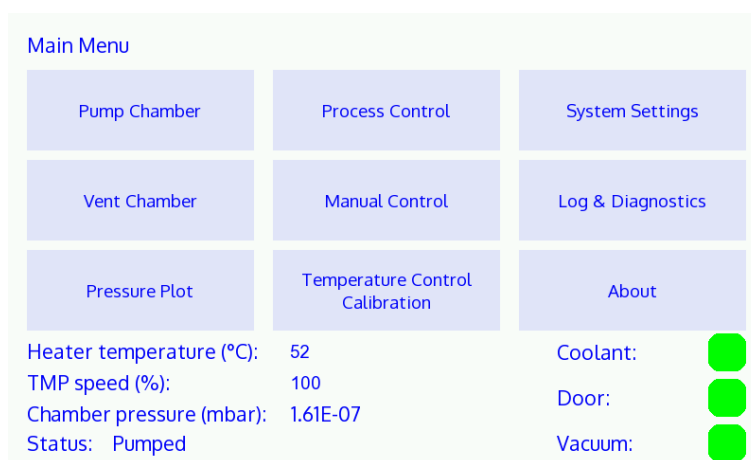 Main Menu
Pump Chamber
Process Control
System Settings
Vent Chamber
Manual Control
Log & Diagnostics
Pressure Plot
Temperature Control
Calibration
About
Heater temperature (°C): 52
TMP speed (%): 100
Chamber pressure (mbar): 1.61E-07
Status: Pumped
Coolant:
Door:
Vacuum: